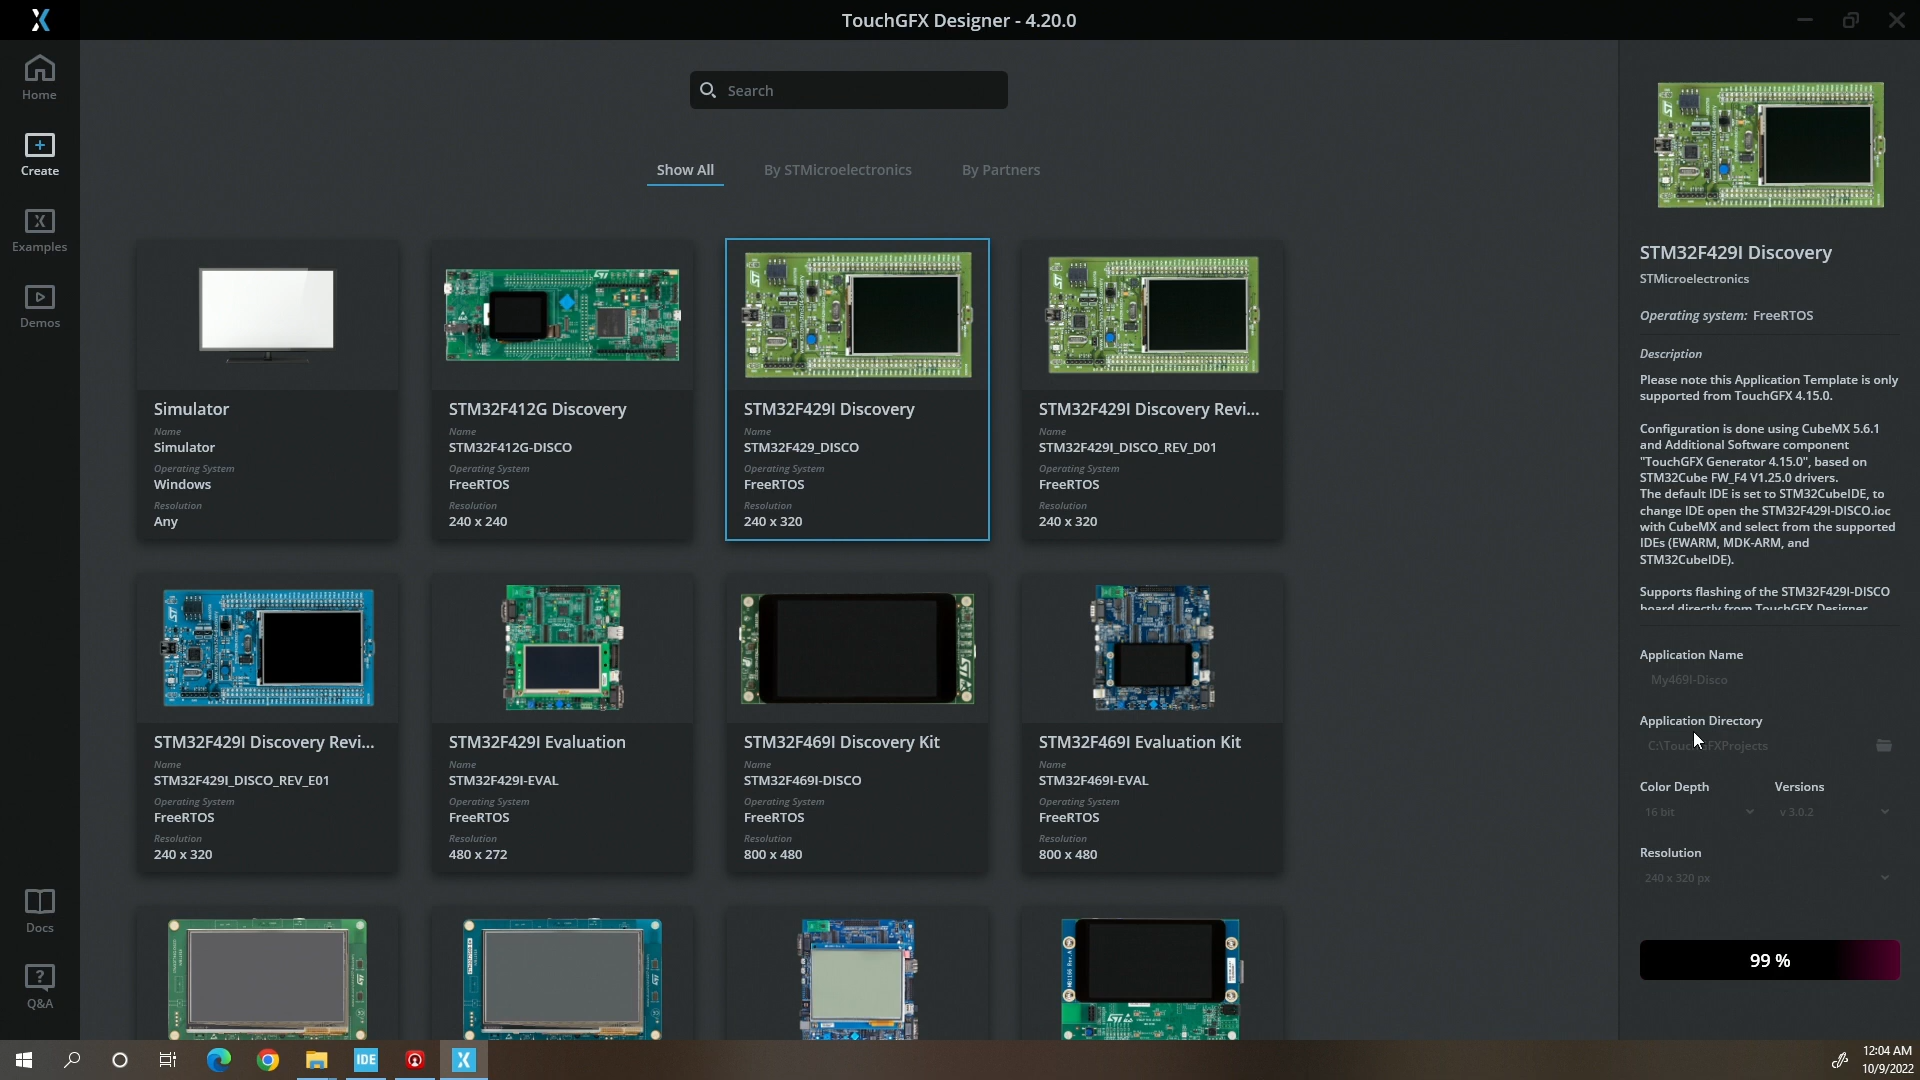 TouchGFX Designer - 4.20.0
Home
Create
Examples
Demos
Docs
Q&A
Search
Show All
By STMicroelectronics
By Partners
Simulator
Name
Simulator
Operating System
Windows
Resolution
Any
STM32F412G Discovery
Name
STM32F412G-DISCO
Operating System
FreeRTOS
Resolution
240 x 240
STM32F429I Discovery
Name
STM32F429_DISCO
Operating System
FreeRTOS
Resolution
240 x 320
STM32F429I Discovery Revi...
Name
STM32F429I_DISCO_REV_D01
Operating System
FreeRTOS
Resolution
240 x 320
STM32F429I Discovery Revi...
Name
STM32F429I_DISCO_REV_E01
Operating System
FreeRTOS
Resolution
240 x 320
STM32F429I Evaluation
Name
STM32F429I-EVAL
Operating System
FreeRTOS
Resolution
480 x 272
STM32F469I Discovery Kit
Name
STM32F469I-DISCO
Operating System
FreeRTOS
Resolution
800 x 480
STM32F469I Evaluation Kit
Name
STM32F469I-EVAL
Operating System
FreeRTOS
Resolution
800 x 480
STM32F429I Discovery
STMicroelectronics
Operating system: FreeRTOS
Description
Please note this Application Template is only
supported from TouchGFX 4.15.0.
Configuration is done using CubeMX 5.6.1
and Additional Software component
"TouchGFX Generator 4.15.0", based on
STM32Cube FW_F4 V1.25.0 drivers.
The default IDE is set to STM32CubeIDE, to
change IDE open the STM32F429I-DISCO.ioc
with CubeMX and select from the supported
IDEs (EWARM, MDK-ARM, and
STM32CubeIDE).
Supports flashing of the STM32F429I-DISCO
board directly from TouchGFX Designer
Application Name
My469I-Disco
Application Directory
C:\TouchGFXProjects
Color Depth
Versions
16 bit
v 3.0.2
Resolution
240 x 320 px
99 %
IDE
12:04 AM
10/9/2022